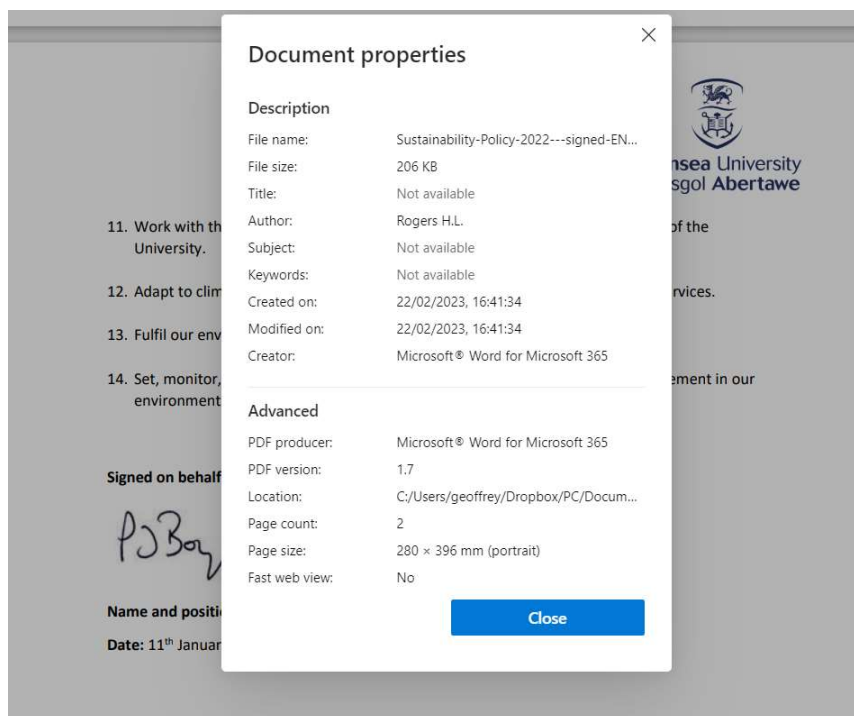 Document properties
Description
File name: Sustainability-Policy-2022---signed-EN...
File size: 206 KB
Title: Not available
Author: Rogers H.L.
Subject: Not available
Keywords: Not available
Created on: 22/02/2023, 16:41:34
Modified on: 22/02/2023, 16:41:34
Creator: Microsoft® Word for Microsoft 365
Advanced
PDF producer: Microsoft® Word for Microsoft 365
PDF version: 1.7
Location: C:/Users/geoffrey/Dropbox/PC/Docum...
Page count: 2
Page size: 280 × 396 mm (portrait)
Fast web view: No
Close
nsea University
sgol Abertawe
11. Work with th of the
University.
12. Adapt to clim rvices.
13. Fulfil our env
14. Set, monitor, ement in our
environment
Signed on behalf
Name and positi
Date: 11th Januar